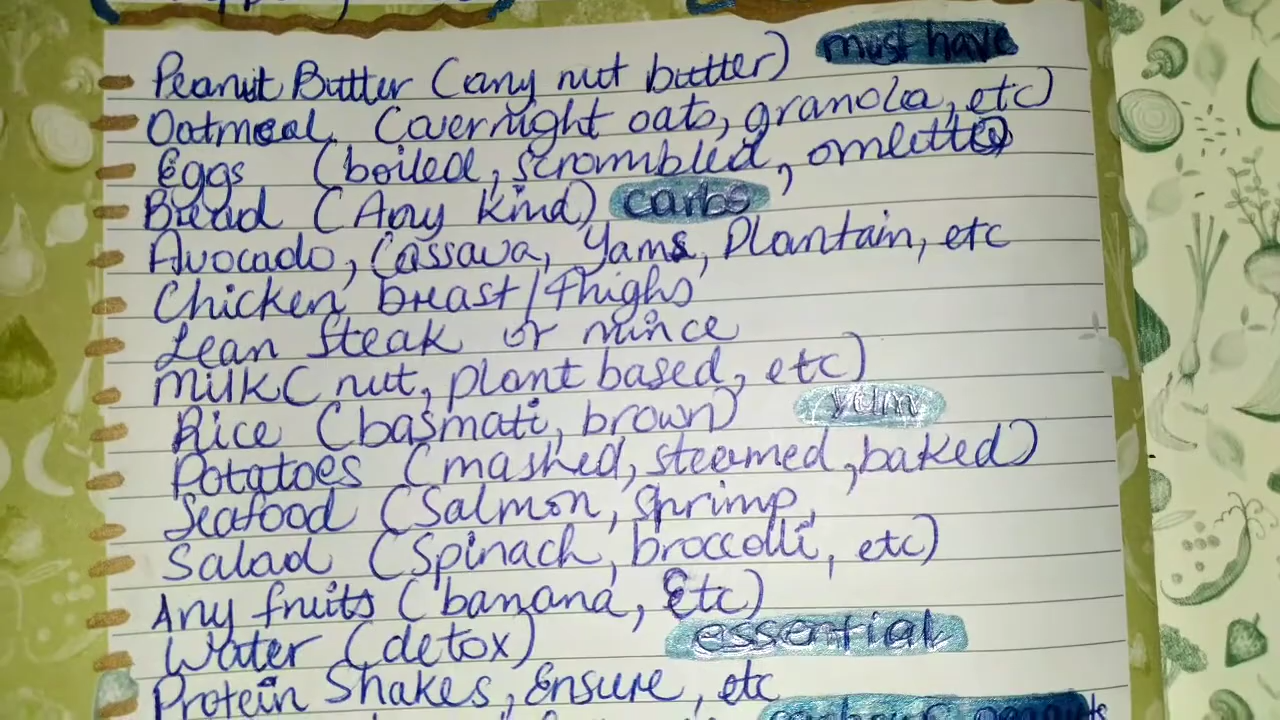 Peanut Butter (any nut butter) must have
Oatmeal (overnight oats, granola, etc)
Eggs (boiled, scrombled, omlettes)
Bread (Any kind) carbs
Avocado, Cassava, Yams, Plantain, etc
Chicken breast/thighs
Lean steak or mince
Milk (nut, plant based, etc)
Rice (basmati, brown) yum
Potatoes (mashed, steamed, baked)
Seafood (Salmon, shrimp,
Salad (Spinach, broccolli, etc)
Any fruits (banana, Etc)
Water (detox) essential
Protein Shakes, Ensure, etc